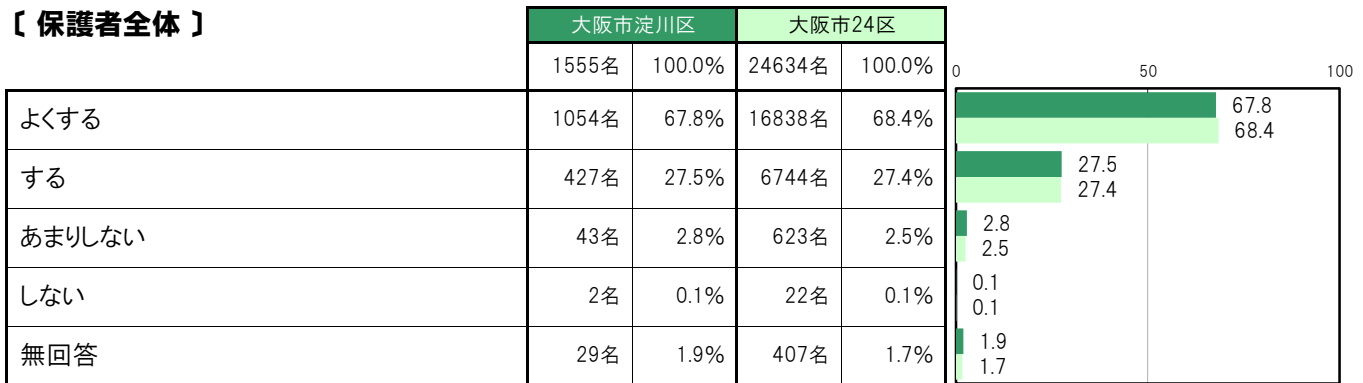 〔 保護者全体 〕
大阪市淀川区 大阪市24区
1555名 100.0% 24634名 100.0%
0 50 100
よくする 1054名 67.8% 16838名 68.4%
67.8
68.4
する 427名 27.5% 6744名 27.4%
27.5
27.4
あまりしない 43名 2.8% 623名 2.5%
2.8
2.5
しない 2名 0.1% 22名 0.1%
0.1
0.1
無回答 29名 1.9% 407名 1.7%
1.9
1.7